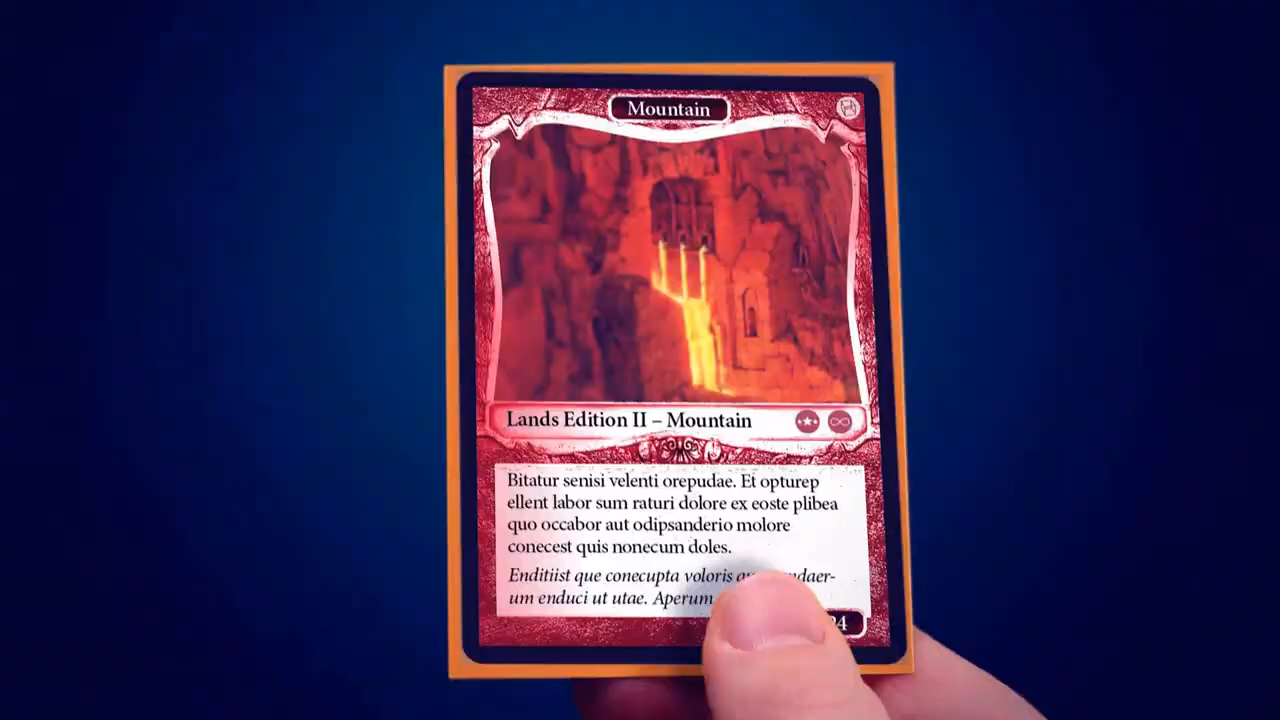 Mountain
Lands Edition II – Mountain
Bitatur senisi velenti orepudae. Et opturep
ellent labor sum raturi dolore ex eoste plibea
quo occabor aut odipsanderio molore
conecest quis nonecum doles.
Enditiist que conecupta voloris
um enduci ut utae. Aperum
24